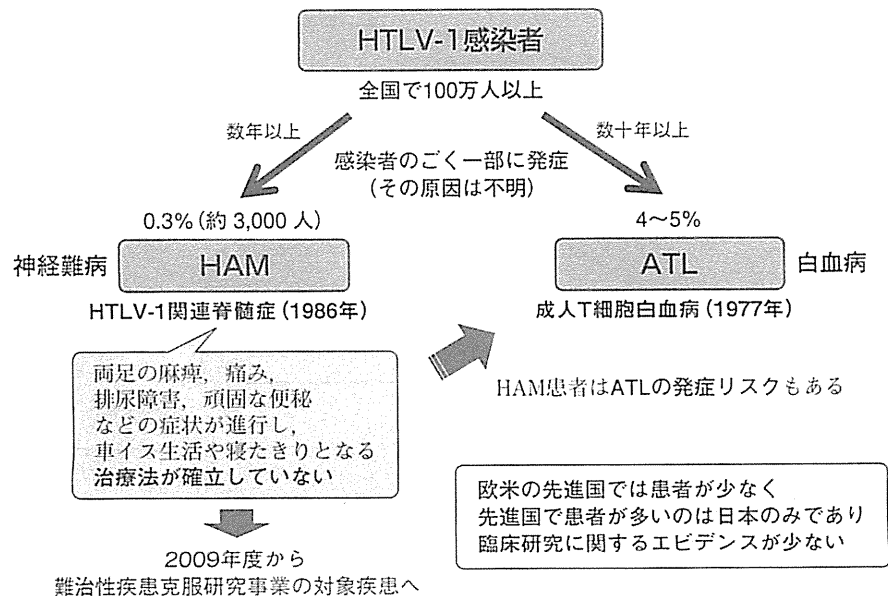 HTLV-1感染者
全国で100万人以上
数年以上
数十年以上
感染者のごく一部に発症
(その原因は不明)
0.3%(約 3,000 人)
4〜5%
神経難病
HAM
ATL
白血病
HTLV-1関連脊髄症(1986年)
成人T細胞白血病(1977年)
両足の麻痺,痛み,
排尿障害,頑固な便秘
などの症状が進行し,
車イス生活や寝たきりとなる
治療法が確立していない
HAM患者はATLの発症リスクもある
欧米の先進国では患者が少なく
先進国で患者が多いのは日本のみであり
臨床研究に関するエビデンスが少ない
2009年度から
難治性疾患克服研究事業の対象疾患へ